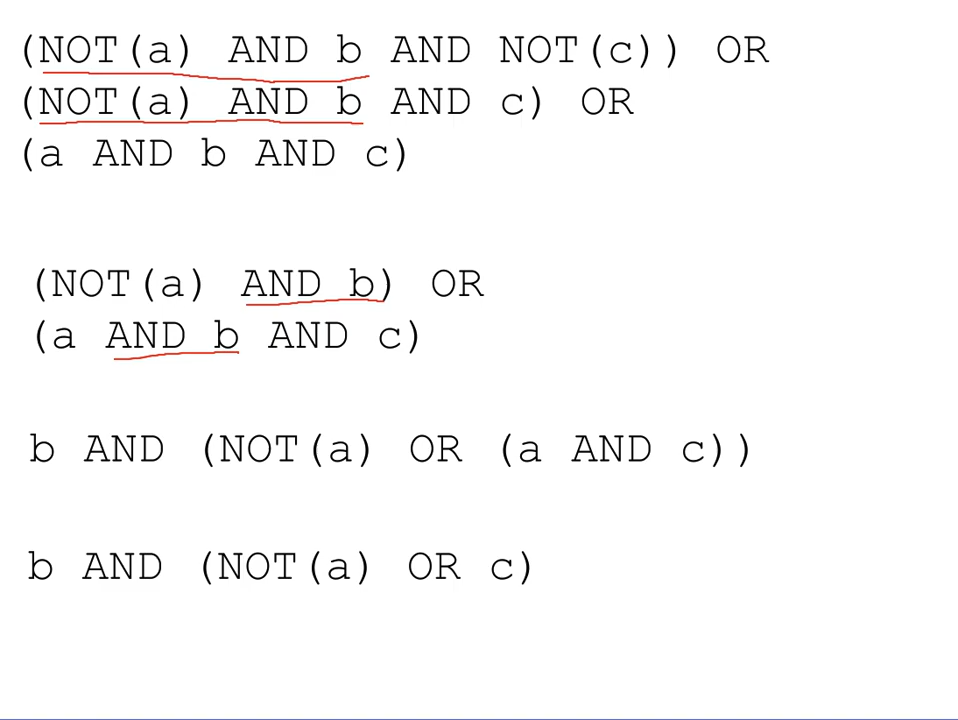 (NOT(a) AND b AND NOT(c)) OR
(NOT(a) AND b AND c) OR
(a AND b AND c)
(NOT(a) AND b) OR
(a AND b AND c)
b AND (NOT(a) OR (a AND c))
b AND (NOT(a) OR c)